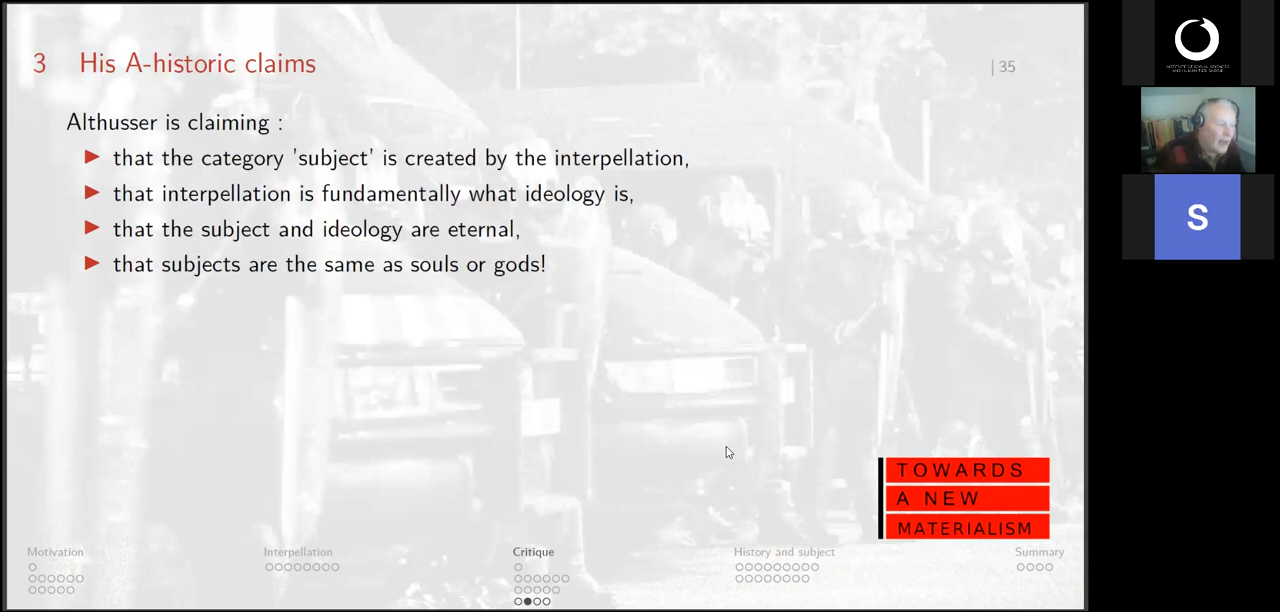 3 His A-historic claims
| 35
Althusser is claiming :
that the category 'subject' is created by the interpellation,
that interpellation is fundamentally what ideology is,
that the subject and ideology are eternal,
that subjects are the same as souls or gods!
TOWARDS
A NEW
MATERIALISM
Motivation
Interpellation
Critique
History and subject
Summary
S